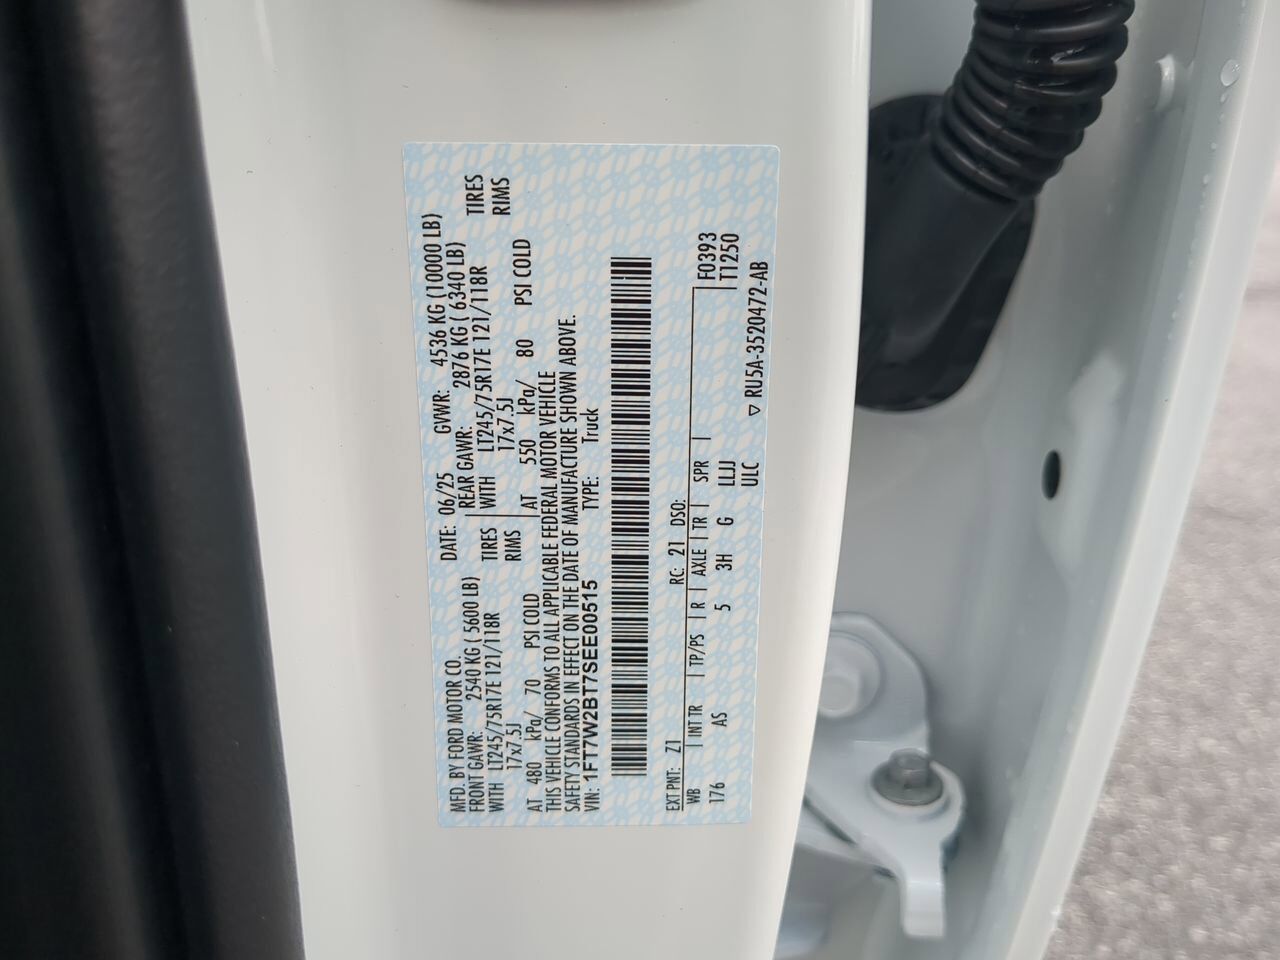 MFD. BY FORD MOTOR CO.
DATE: 06/25 GVWR: 4536 KG (10000 LB)
FRONT GAWR: 2540 KG ( 5600 LB) REAR GAWR: 2876 KG ( 6340 LB)
WITH LT245/75R17E 121/118R TIRES WITH LT245/75R17E 121/118R TIRES
17x7.5J RIMS 17x7.5J RIMS
AT 480 kPa/ 70 PSI COLD AT 550 kPa/ 80 PSI COLD
THIS VEHICLE CONFORMS TO ALL APPLICABLE FEDERAL MOTOR VEHICLE
SAFETY STANDARDS IN EFFECT ON THE DATE OF MANUFACTURE SHOWN ABOVE.
VIN: 1FT7W2BT7SEE00515 TYPE: Truck
EXT PNT: Z1 RC: 21 DSO: F0393
WB INT TR TP/PS R AXLE TR SPR T1250
176 AS 5 3H G LLJ
ULC ▽ RU5A-3520472-AB